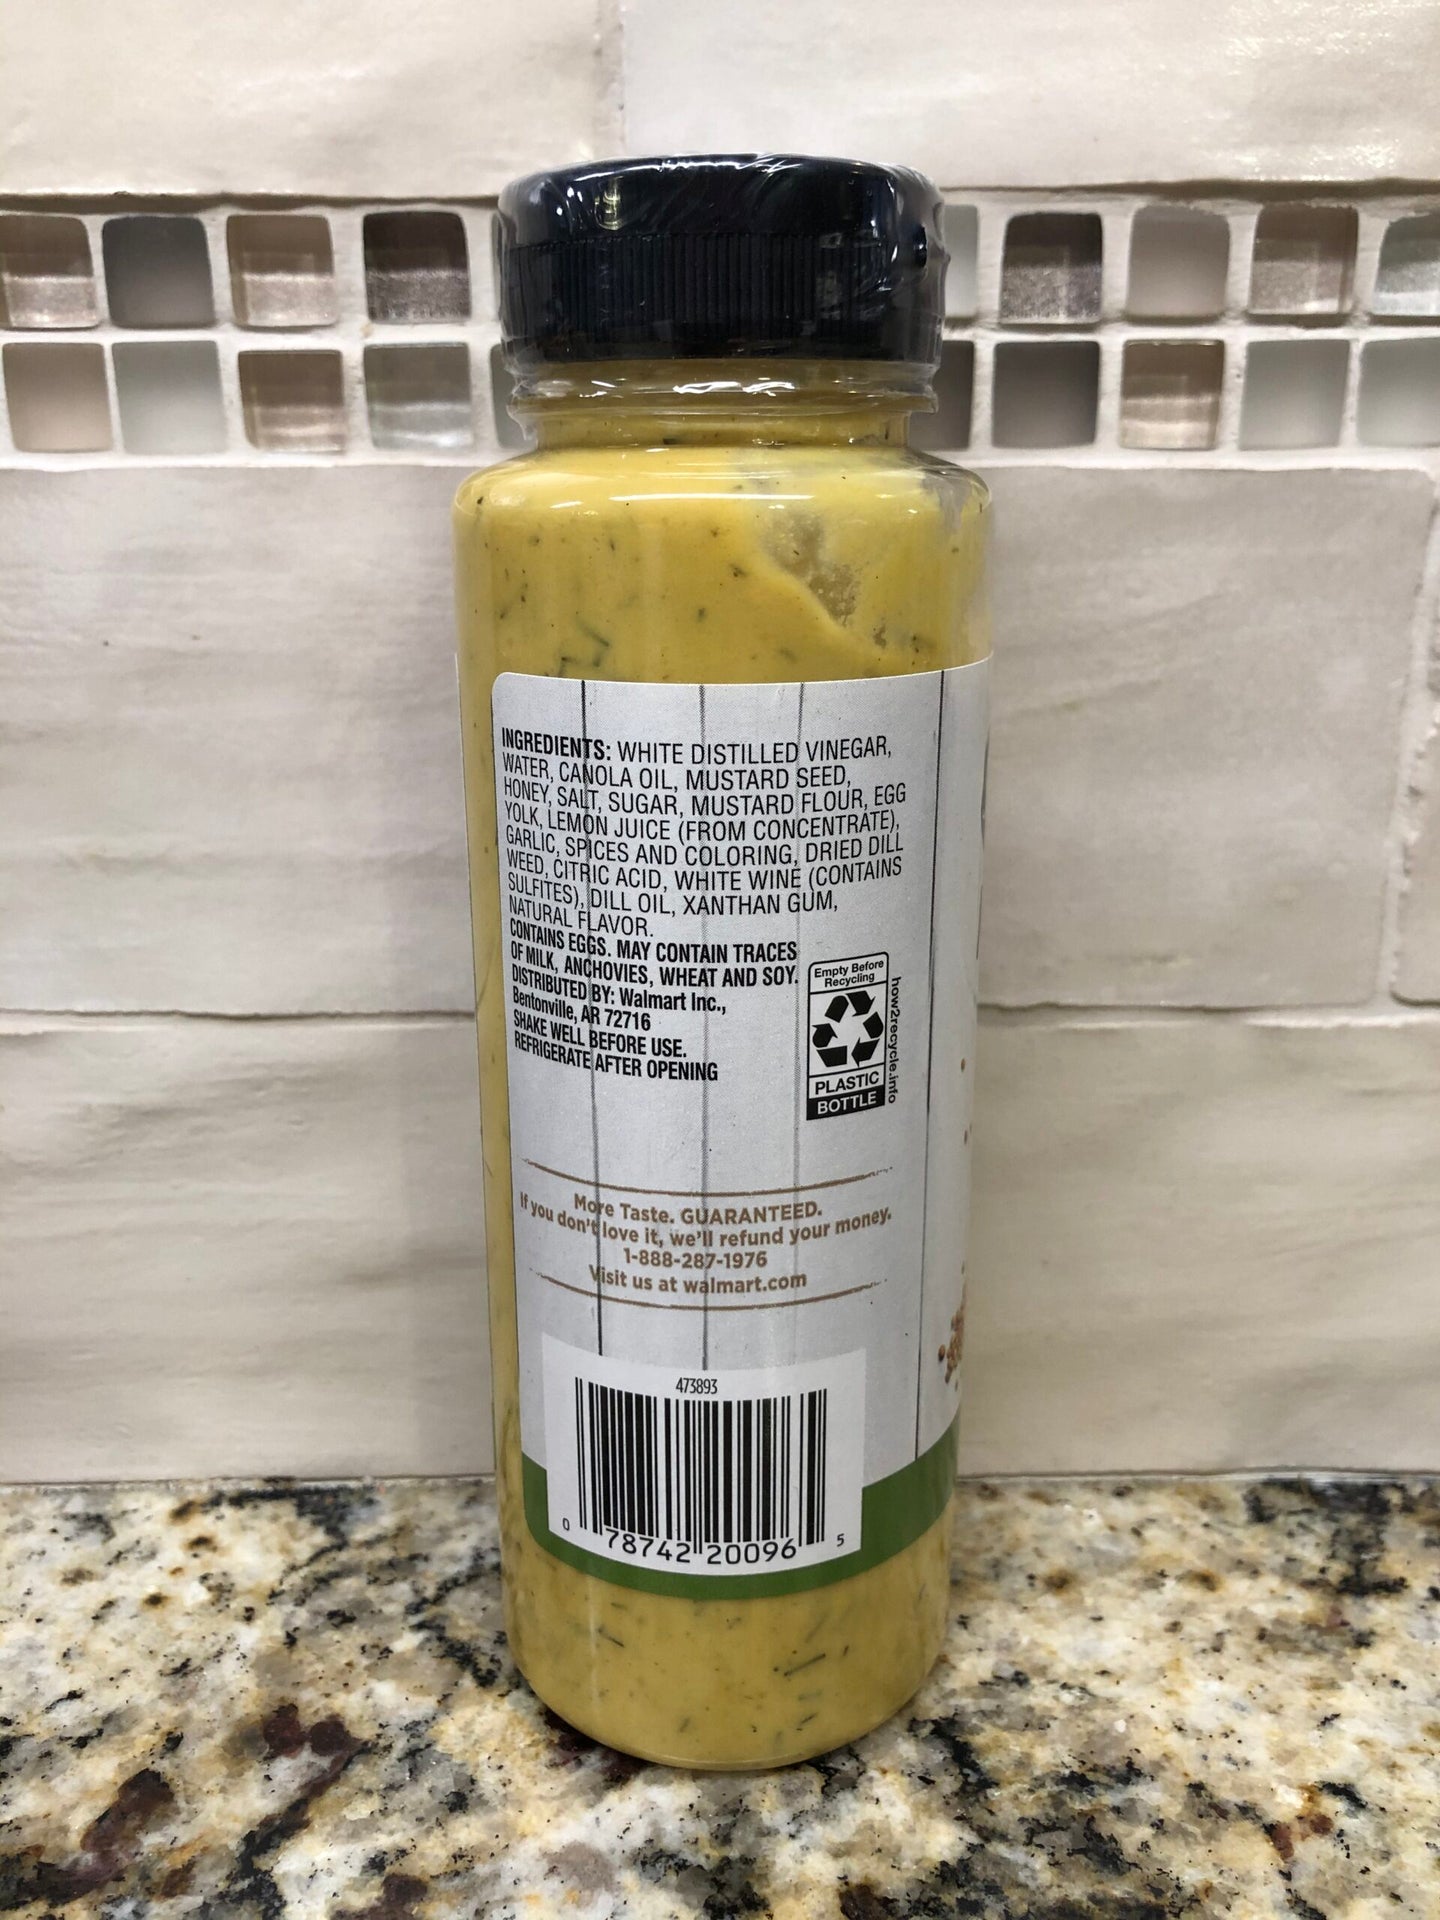 INGREDIENTS: WHITE DISTILLED VINEGAR,
WATER, CANOLA OIL, MUSTARD SEED,
HONEY, SALT, SUGAR, MUSTARD FLOUR, EGG
YOLK, LEMON JUICE (FROM CONCENTRATE),
GARLIC, SPICES AND COLORING, DRIED DILL
WEED, CITRIC ACID, WHITE WINE (CONTAINS
SULFITES), DILL OIL, XANTHAN GUM,
NATURAL FLAVOR.
CONTAINS EGGS. MAY CONTAIN TRACES
OF MILK, ANCHOVIES, WHEAT AND SOY.
DISTRIBUTED BY: Walmart Inc.,
Bentonville, AR 72716
SHAKE WELL BEFORE USE.
REFRIGERATE AFTER OPENING
Empty Before
Recycling
PLASTIC
BOTTLE
how2recycle.info
More Taste. GUARANTEED.
If you don't love it, we'll refund your money.
1-888-287-1976
Visit us at walmart.com
473893
0 78742 20096 5